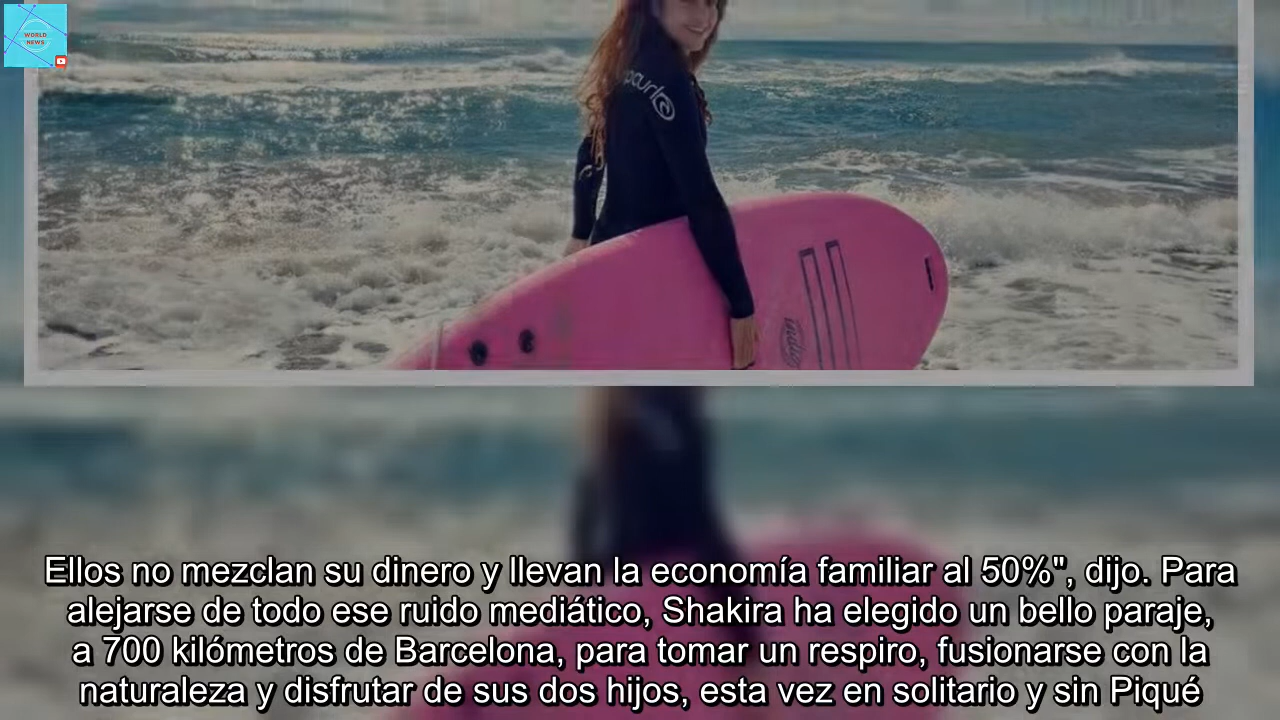 WORLD
NEWS
ripcurl
indio
Ellos no mezclan su dinero y llevan la economía familiar al 50%", dijo. Para
alejarse de todo ese ruido mediático, Shakira ha elegido un bello paraje,
a 700 kilómetros de Barcelona, para tomar un respiro, fusionarse con la
naturaleza y disfrutar de sus dos hijos, esta vez en solitario y sin Piqué